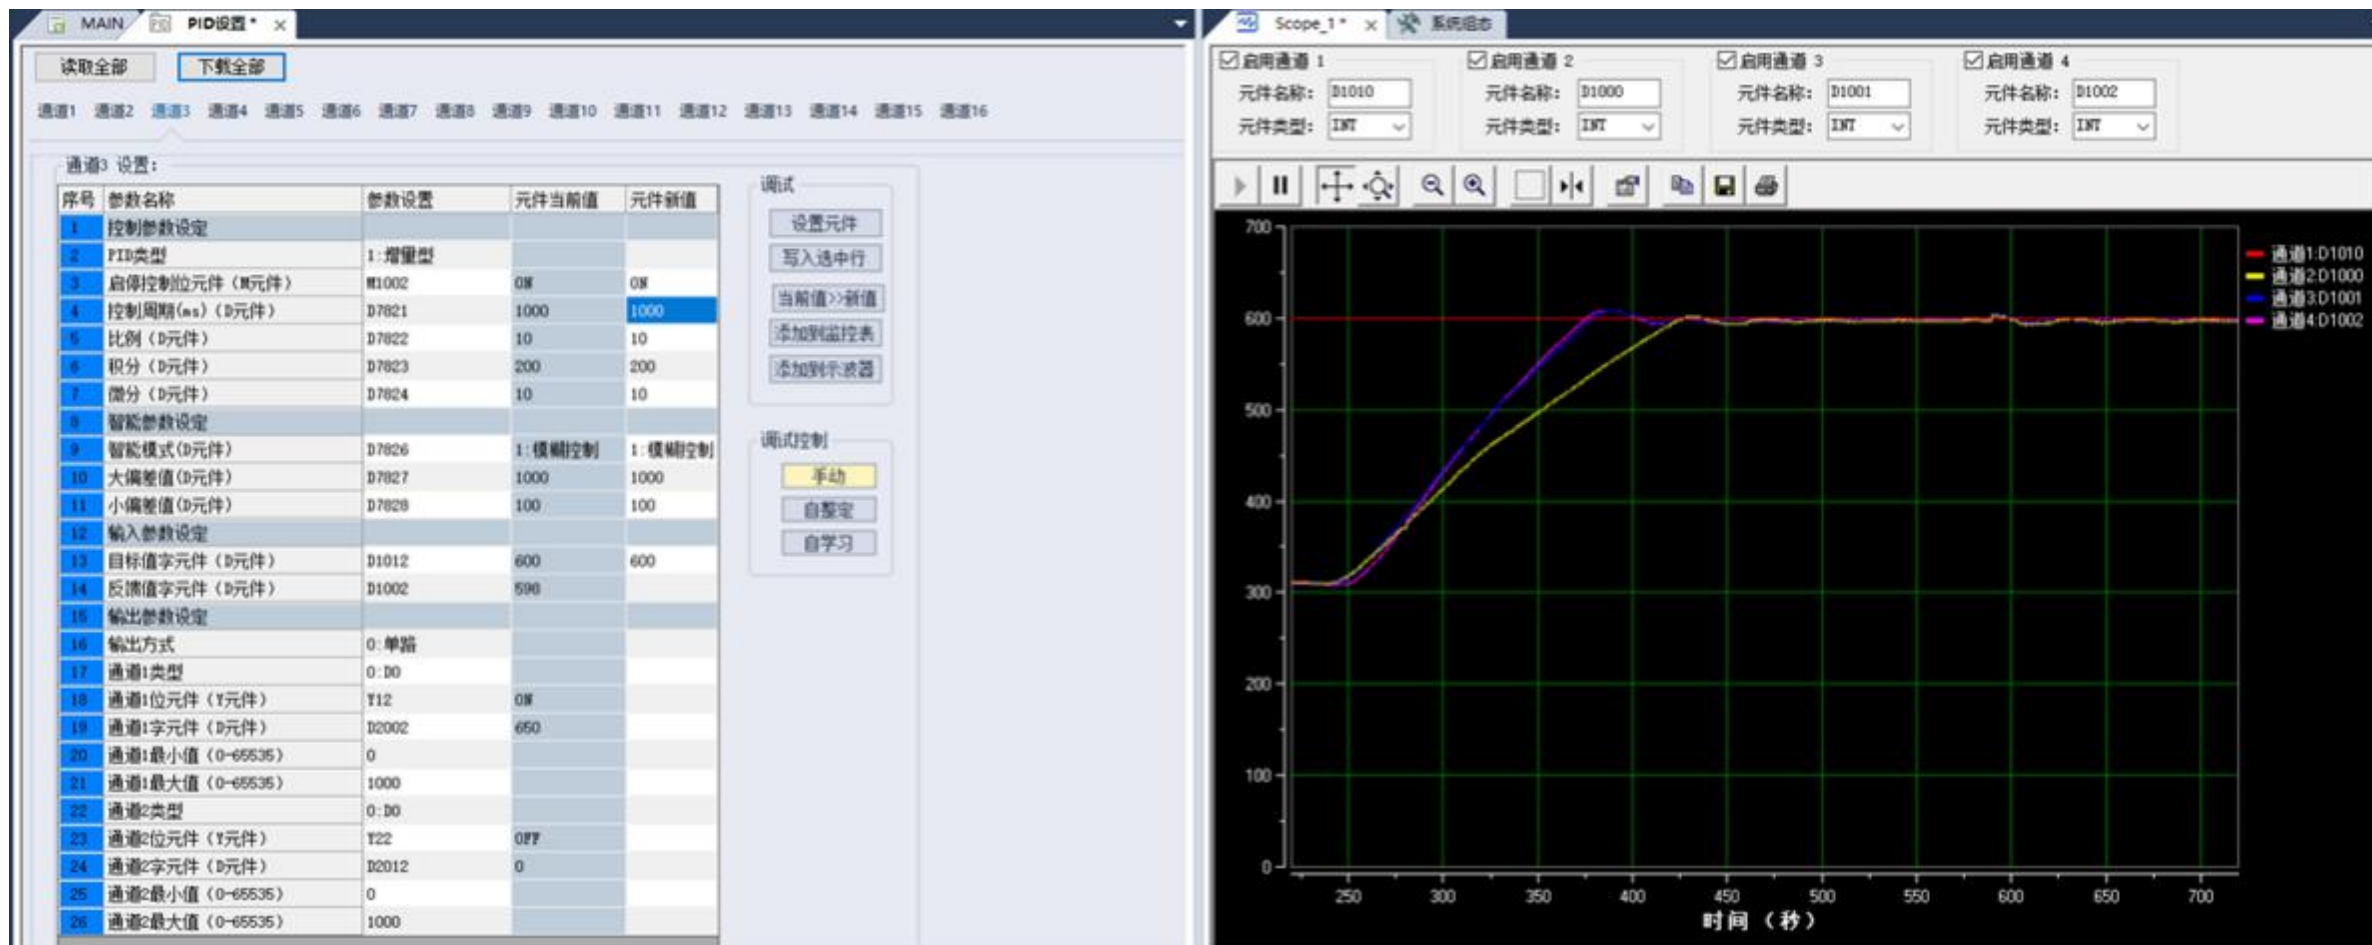 MAIN PID设置* ×
读取全部 下载全部
通道1 通道2 通道3 通道4 通道5 通道6 通道7 通道8 通道9 通道10 通道11 通道12 通道13 通道14 通道15 通道16
通道3 设置:
序号 参数名称 参数设置 元件当前值 元件新值
1 控制参数设定
2 PID类型 1:增量型
3 启停控制位元件(M元件) M1002 ON ON
4 控制周期(ms)(D元件) D7821 1000 1000
5 比例(D元件) D7822 10 10
6 积分(D元件) D7823 200 200
7 微分(D元件) D7824 10 10
8 智能参数设定
9 智能模式(D元件) D7826 1:模糊控制 1:模糊控制
10 大偏差值(D元件) D7827 1000 1000
11 小偏差值(D元件) D7828 100 100
12 输入参数设定
13 目标值字元件(D元件) D1012 600 600
14 反馈值字元件(D元件) D1002 598
15 输出参数设定
16 输出方式 0:单路
17 通道1类型 0:DO
18 通道1位元件(Y元件) Y12 ON
19 通道1字元件(D元件) D2002 650
20 通道1最小值(0-65535) 0
21 通道1最大值(0-65535) 1000
22 通道2类型 0:DO
23 通道2位元件(Y元件) Y22 OFF
24 通道2字元件(D元件) D2012 0
25 通道2最小值(0-65535) 0
26 通道2最大值(0-65535) 1000
调试
设置元件
写入选中行
当前值>>新值
添加到监控表
添加到示波器
调试控制
手动
自整定
自学习
Scope_1* × 系统组态
启用通道 1 启用通道 2 启用通道 3 启用通道 4
元件名称: D1010 元件名称: D1000 元件名称: D1001 元件名称: D1002
元件类型: INT 元件类型: INT 元件类型: INT 元件类型: INT
700
600
500
400
300
200
100
0
250 300 350 400 450 500 550 600 650 700
时间(秒)
通道1:D1010
通道2:D1000
通道3:D1001
通道4:D1002